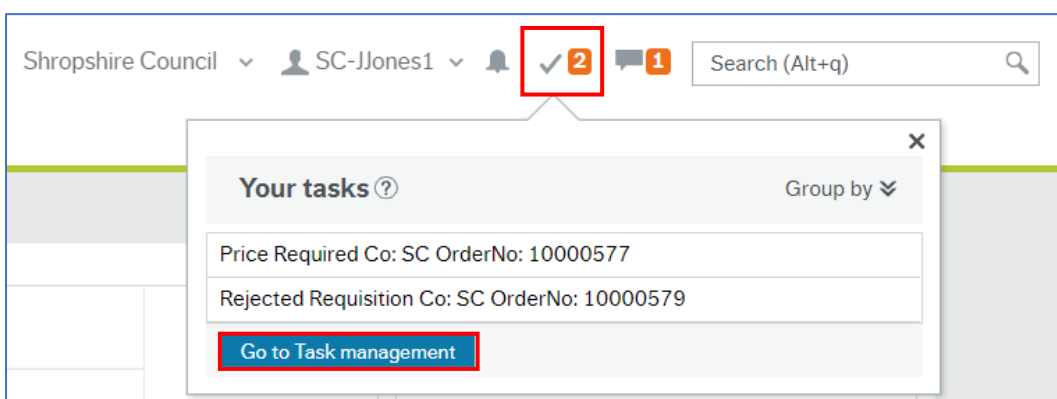 Shropshire Council SC-JJones1 2 1 Search (Alt+q)
Your tasks ? Group by
Price Required Co: SC OrderNo: 10000577
Rejected Requisition Co: SC OrderNo: 10000579
Go to Task management